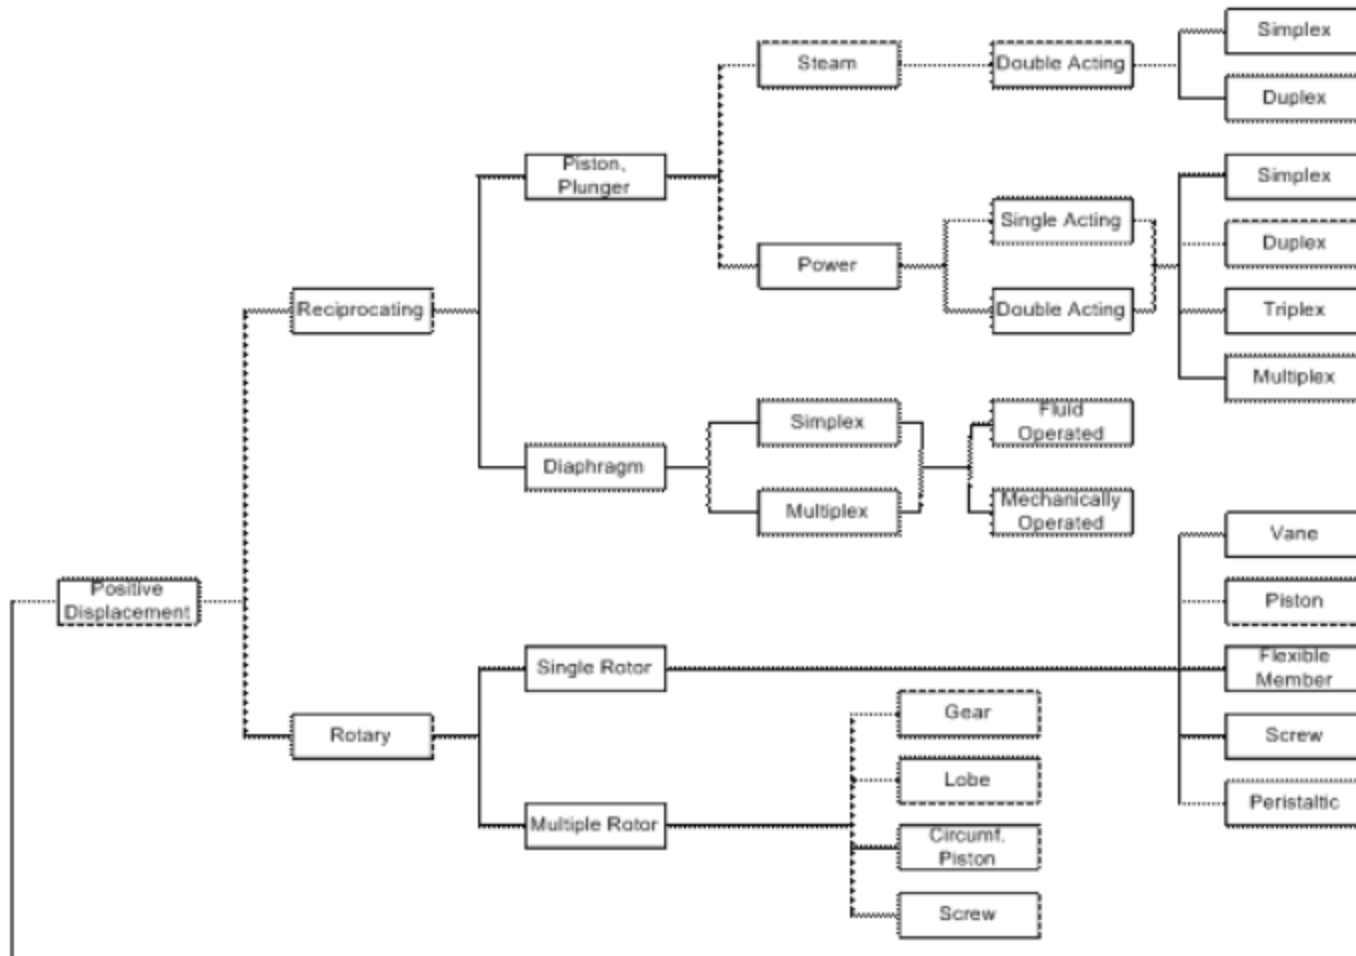 Simplex
Steam
Double Acting
Duplex
Piston,
Plunger
Simplex
Single Acting
Duplex
Power
Reciprocating
Double Acting
Triplex
Multiplex
Fluid
Operated
Simplex
Diaphragm
Mechanically
Operated
Multiplex
Vane
Positive
Displacement
Piston
Single Rotor
Flexible
Member
Gear
Rotary
Screw
Lobe
Peristaltic
Multiple Rotor
Circumf.
Piston
Screw